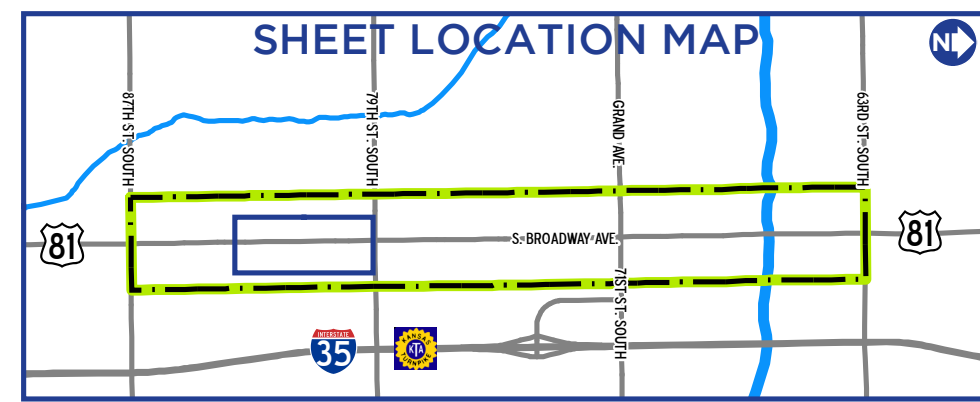 SHEET LOCATION MAP
N
87TH ST. SOUTH
79TH ST. SOUTH
GRAND AVE.
63RD ST. SOUTH
81
S. BROADWAY AVE.
81
71ST ST. SOUTH
INTERSTATE
35
KANSAS
KTA
TURNPIKE